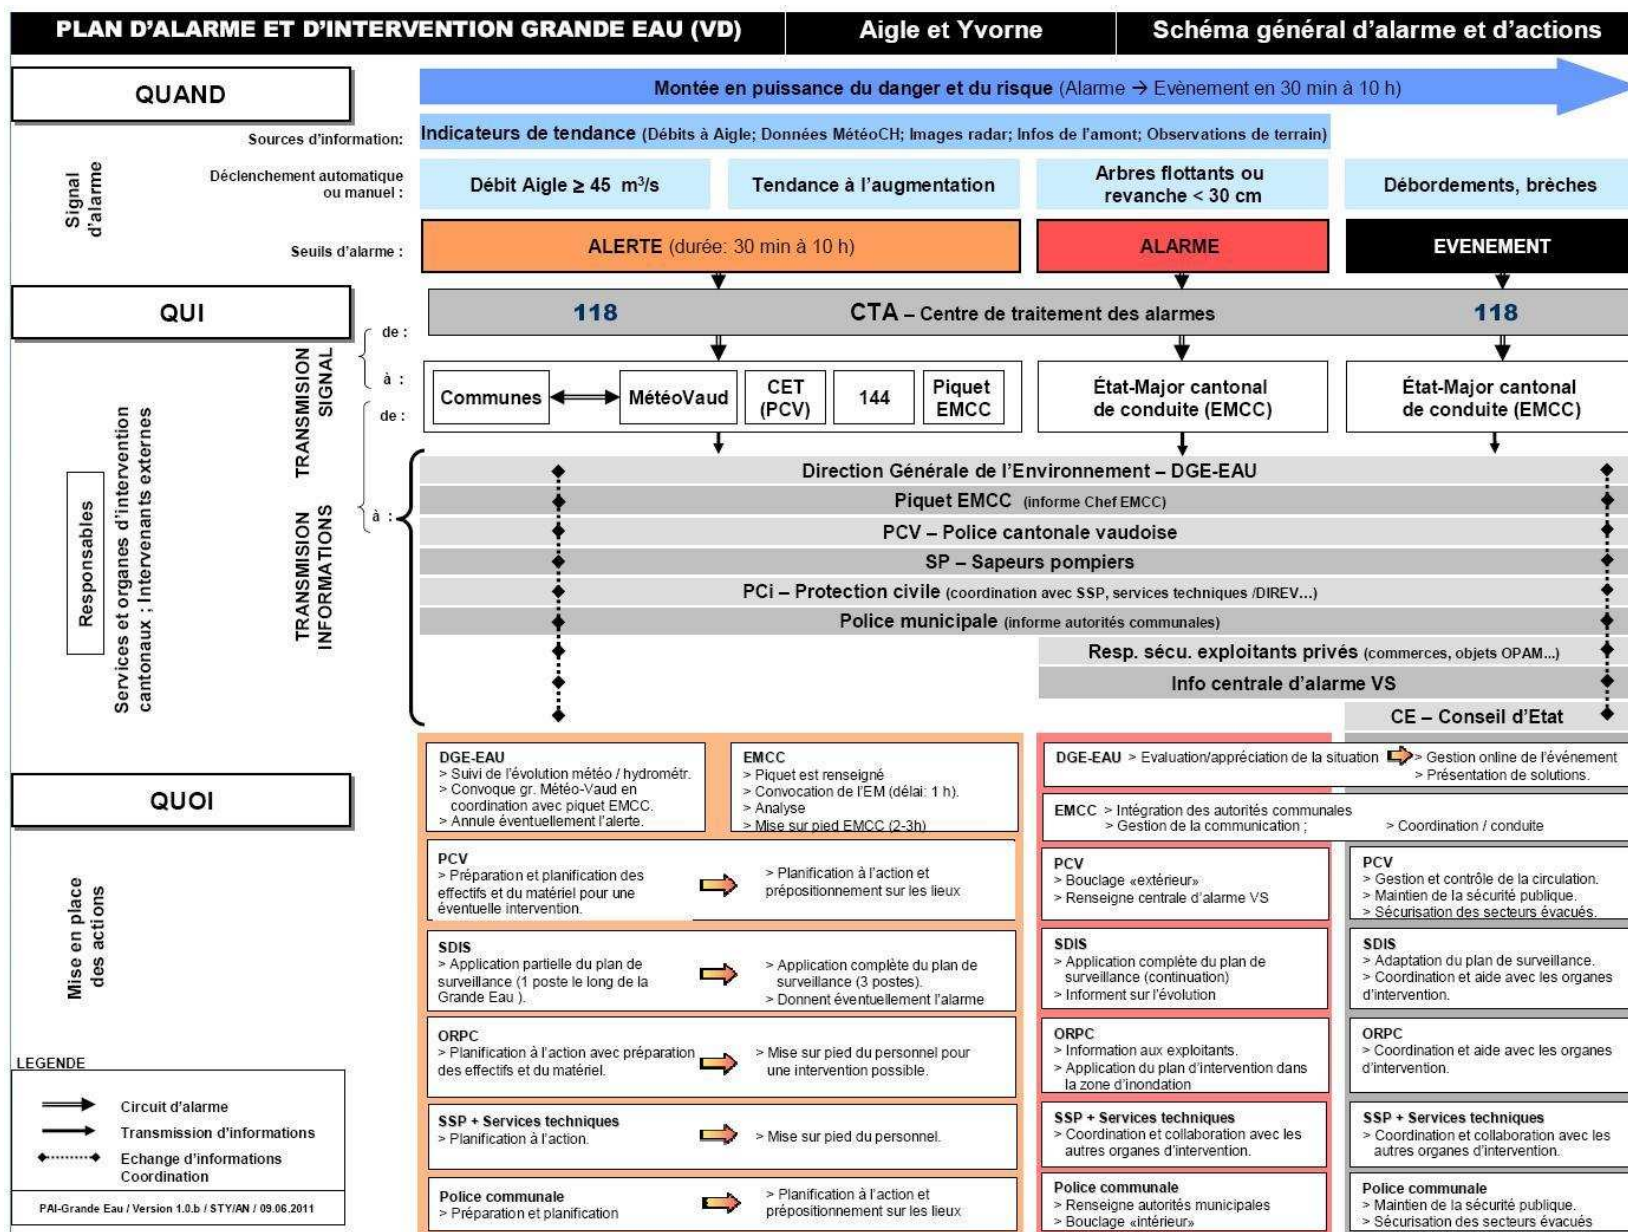 PLAN D'ALARME ET D'INTERVENTION GRANDE EAU (VD)
Aigle et Yvorne
Schéma général d'alarme et d'actions
QUAND
Montée en puissance du danger et du risque (Alarme → Evènement en 30 min à 10 h)
Sources d'information:
Indicateurs de tendance (Débits à Aigle; Données MétéoCH; Images radar; Infos de l'amont; Observations de terrain)
Signal
d'alarme
Déclenchement automatique
ou manuel :
Débit Aigle ≥ 45 m³/s
Tendance à l'augmentation
Arbres flottants ou
revanche < 30 cm
Débordements, brèches
Seuils d'alarme :
ALERTE (durée: 30 min à 10 h)
ALARME
EVENEMENT
QUI
118
CTA – Centre de traitement des alarmes
118
TRANSMISION
SIGNAL
de :
à :
Communes
MétéoVaud
CET
(PCV)
144
Piquet
EMCC
État-Major cantonal
de conduite (EMCC)
État-Major cantonal
de conduite (EMCC)
Responsables
Services et organes d'intervention
cantonaux ; Intervenants externes
TRANSMISION
INFORMATIONS
de :
à :
Direction Générale de l'Environnement – DGE-EAU
Piquet EMCC (informe Chef EMCC)
PCV – Police cantonale vaudoise
SP – Sapeurs pompiers
PCi – Protection civile (coordination avec SSP, services techniques /DIREV...)
Police municipale (informe autorités communales)
Resp. sécu. exploitants privés (commerces, objets OPAM...)
Info centrale d'alarme VS
CE – Conseil d'Etat
QUOI
Mise en place
des actions
DGE-EAU
> Suivi de l'évolution météo / hydrométr.
> Convoque gr. Météo-Vaud en
coordination avec piquet EMCC.
> Annule éventuellement l'alerte.
EMCC
> Piquet est renseigné
> Convocation de l'EM (délai: 1 h).
> Analyse
> Mise sur pied EMCC (2-3h)
DGE-EAU > Evaluation/appréciation de la situation
> Gestion online de l'événement
> Présentation de solutions.
EMCC > Intégration des autorités communales
> Gestion de la communication ;
> Coordination / conduite
PCV
> Préparation et planification des
effectifs et du matériel pour une
éventuelle intervention.
> Planification à l'action et
prépositionnement sur les lieux
PCV
> Bouclage «extérieur»
> Renseigne centrale d'alarme VS
PCV
> Gestion et contrôle de la circulation.
> Maintien de la sécurité publique.
> Sécurisation des secteurs évacués.
SDIS
> Application partielle du plan de
surveillance (1 poste le long de la
Grande Eau ).
> Application complète du plan de
surveillance (3 postes).
> Donnent éventuellement l'alarme
SDIS
> Application complète du plan de
surveillance (continuation)
> Informent sur l'évolution
SDIS
> Adaptation du plan de surveillance.
> Coordination et aide avec les organes
d'intervention.
ORPC
> Planification à l'action avec préparation
des effectifs et du matériel.
> Mise sur pied du personnel pour
une intervention possible.
ORPC
> Information aux exploitants.
> Application du plan d'intervention dans
la zone d'inondation
ORPC
> Coordination et aide avec les organes
d'intervention.
SSP + Services techniques
> Planification à l'action.
> Mise sur pied du personnel.
SSP + Services techniques
> Coordination et collaboration avec les
autres organes d'intervention.
SSP + Services techniques
> Coordination et collaboration avec les
autres organes d'intervention.
Police communale
> Préparation et planification
> Planification à l'action et
prépositionnement sur les lieux
Police communale
> Renseigne autorités municipales
> Bouclage «intérieur»
Police communale
> Maintien de la sécurité publique.
> Sécurisation des secteurs évacués
LEGENDE
Circuit d'alarme
Transmission d'informations
Echange d'informations
Coordination
PAI-Grande Eau / Version 1.0.b / STY/AN / 09.06.2011